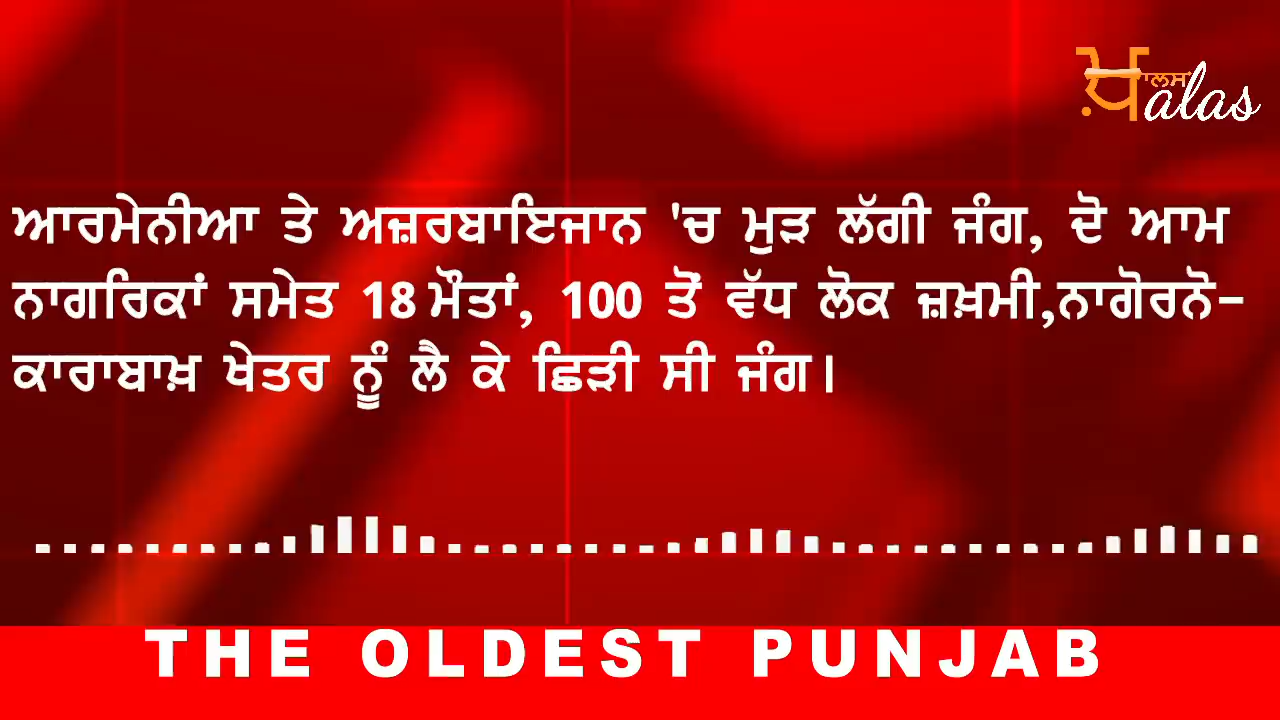 ਖ਼ਾਲਸ alas
ਆਰਮੇਨੀਆ ਤੇ ਅਜ਼ਰਬਾਇਜਾਨ 'ਚ ਮੁੜ ਲੱਗੀ ਜੰਗ, ਦੋ ਆਮ
ਨਾਗਰਿਕਾਂ ਸਮੇਤ 18 ਮੌਤਾਂ, 100 ਤੋਂ ਵੱਧ ਲੋਕ ਜ਼ਖ਼ਮੀ,ਨਾਗੋਰਨੋ-
ਕਾਰਾਬਾਖ਼ ਖੇਤਰ ਨੂੰ ਲੈ ਕੇ ਛਿੜੀ ਸੀ ਜੰਗ।
THE OLDEST PUNJAB